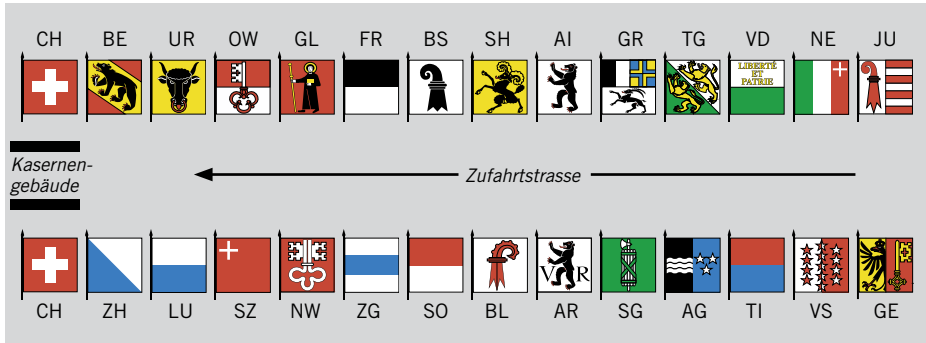 CH BE UR OW GL FR BS SH AI GR TG VD NE JU
LIBERTÉ
ET
PATRIE
Kasernen-
gebäude
Zufahrtstrasse
V R
CH ZH LU SZ NW ZG SO BL AR SG AG TI VS GE